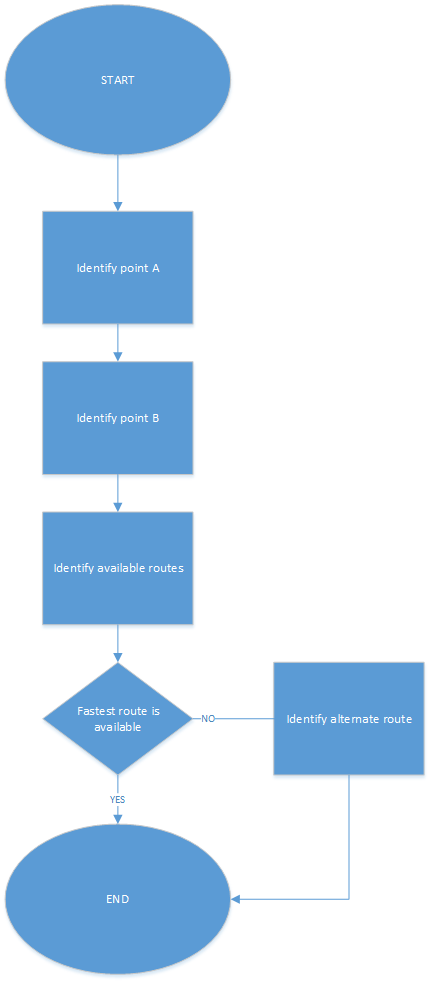 START
Identify point A
Identify point B
Identify available routes
Fastest route is
available
NO
Identify alternate route
YES
END